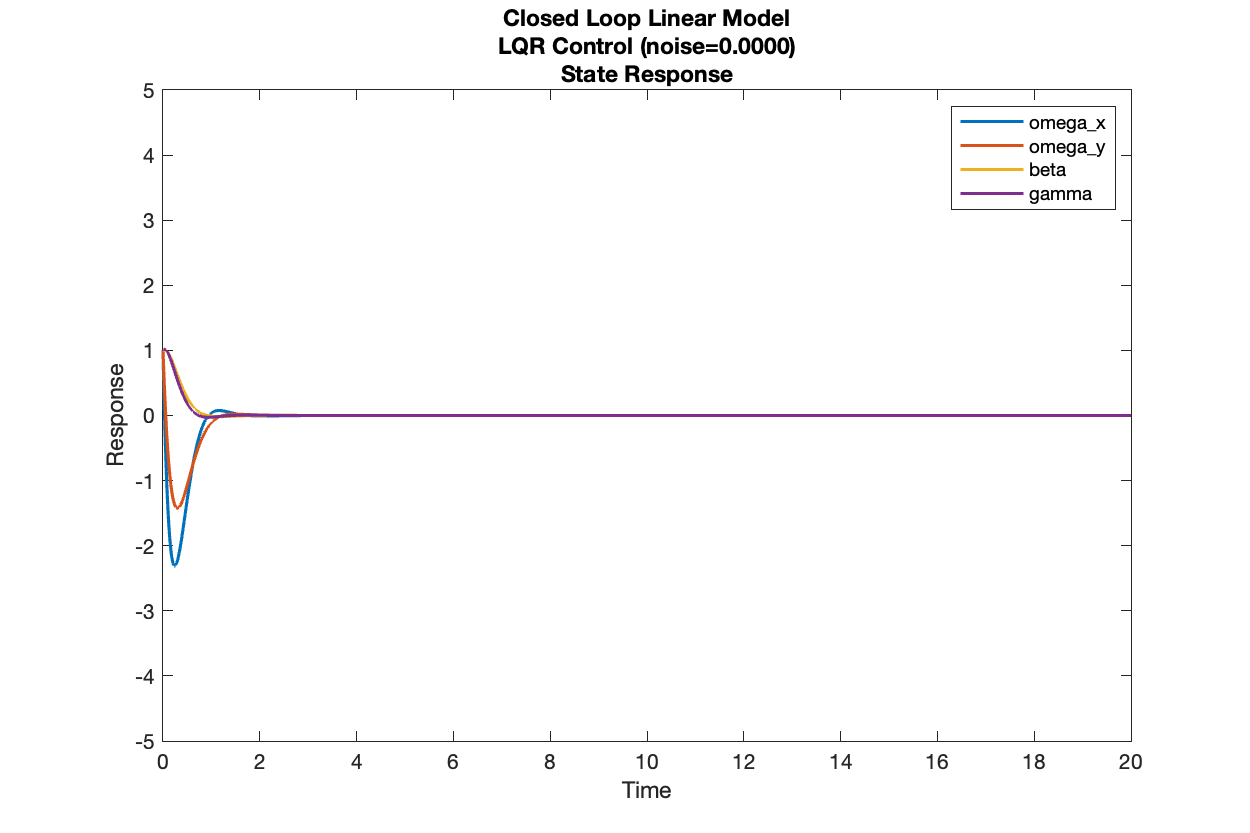 Closed Loop Linear Model
LQR Control (noise=0.0000)
State Response
5
4
3
2
1
0
-1
-2
-3
-4
-5
Response
omega_x
omega_y
beta
gamma
0 2 4 6 8 10 12 14 16 18 20
Time